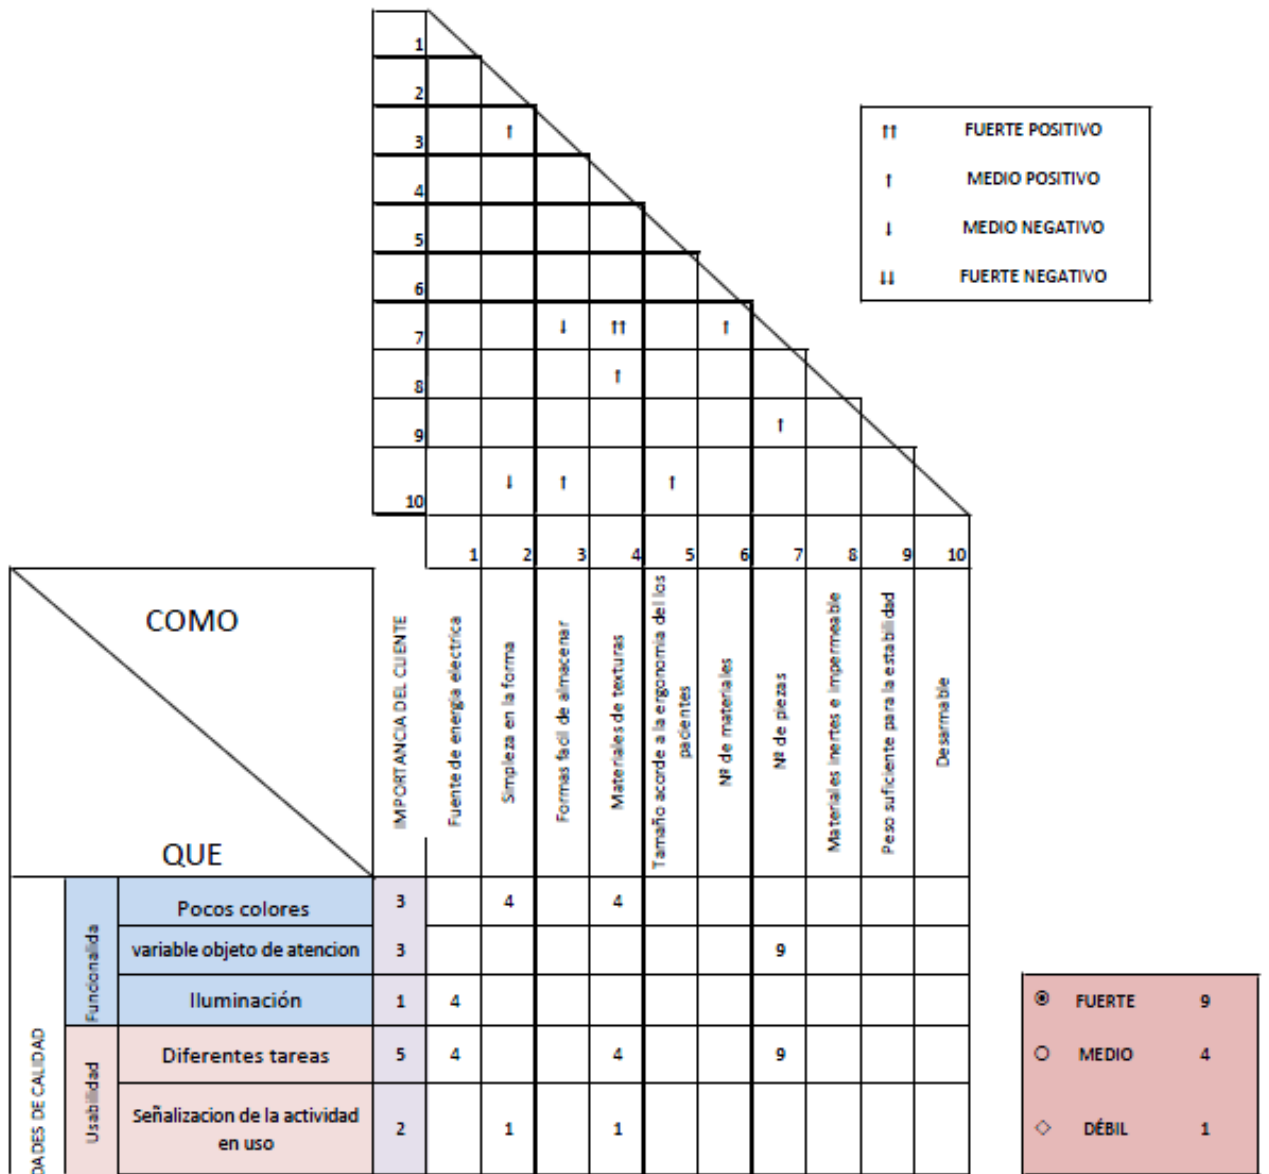 1
2
3 ↑
4
5
6
7 ↓ ↑↑ ↑
8 ↑
9 ↑
10 ↓ ↑ ↑
↑↑ FUERTE POSITIVO
↑ MEDIO POSITIVO
↓ MEDIO NEGATIVO
↓↓ FUERTE NEGATIVO
1 2 3 4 5 6 7 8 9 10
COMO
QUE
IMPORTANCIA DEL CLIENTE
Fuente de energia electrica
Simpleza en la forma
Formas facil de almacenar
Materiales de texturas
Tamaño acorde a la ergonomia del los
pacientes
Nº de materiales
Nº de piezas
Materiales inertes e impermeable
Peso suficiente para la estabilidad
Desarmable
DADES DE CALIDAD
Funcionalida
Pocos colores 3 4 4
variable objeto de atencion 3 9
Iluminación 1 4
Usabilidad
Diferentes tareas 5 4 4 9
Señalizacion de la actividad
en uso 2 1 1
FUERTE 9
MEDIO 4
DÉBIL 1